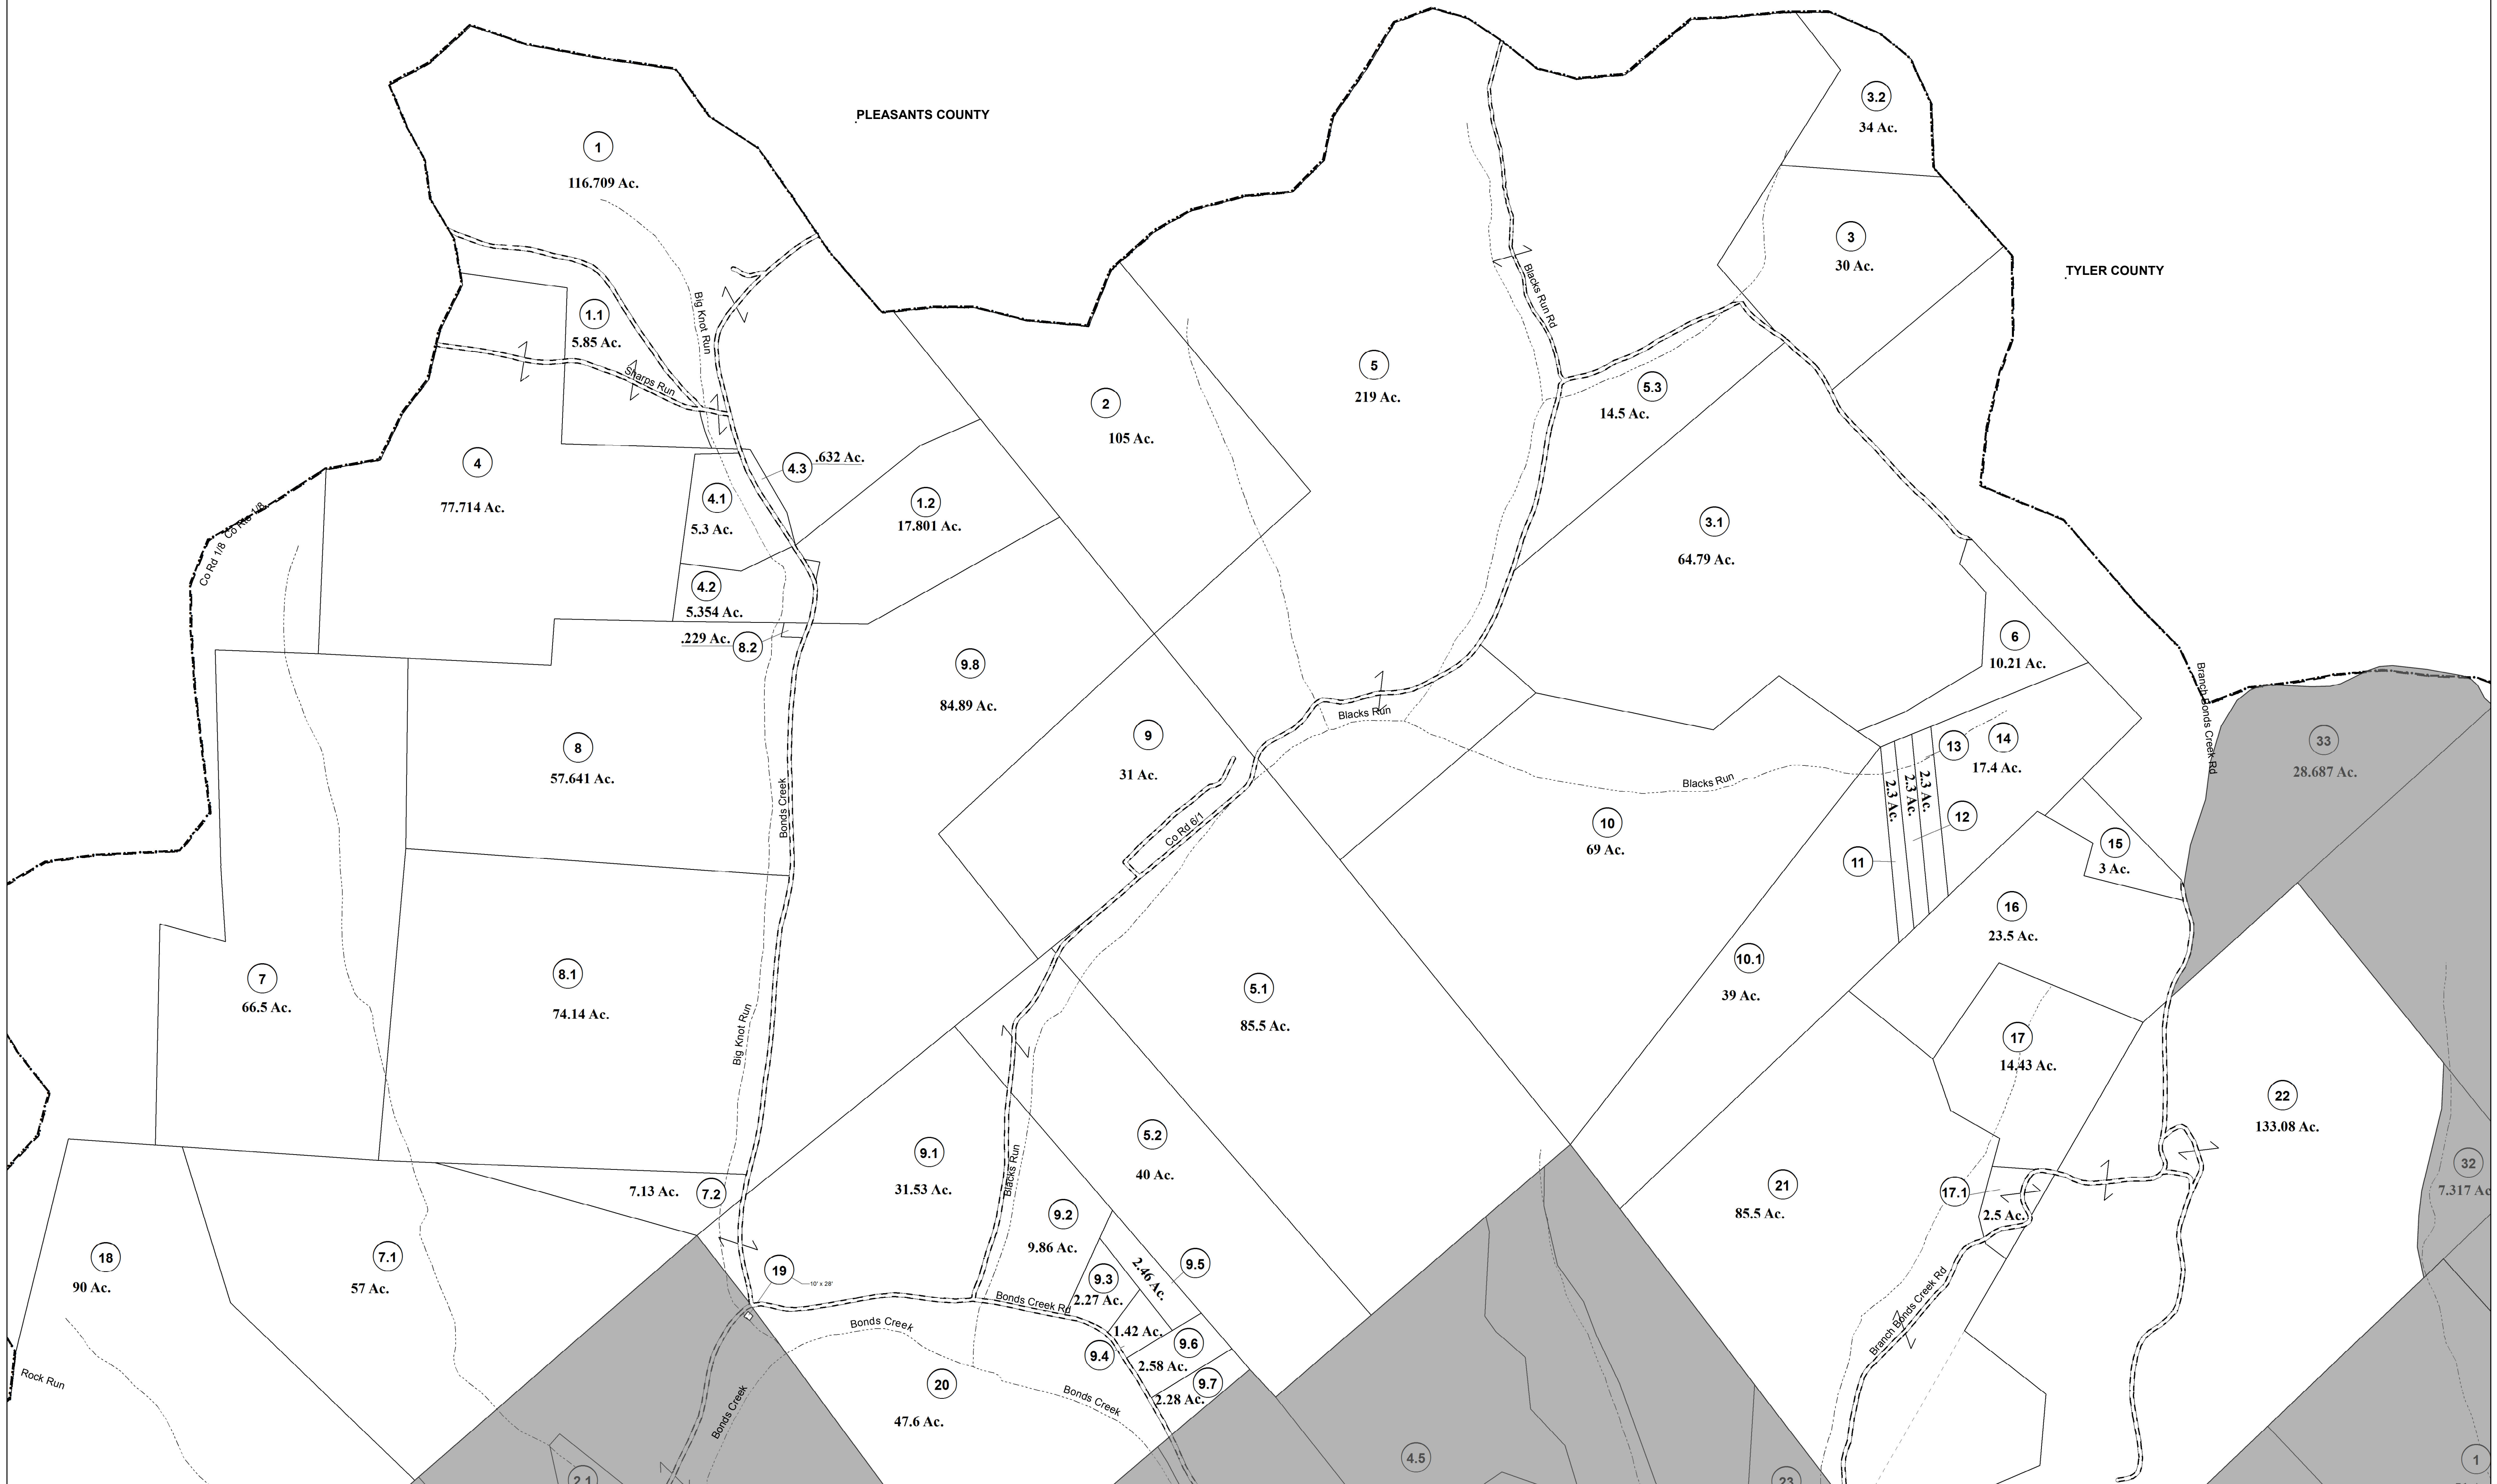 PLEASANTS COUNTY
TYLER COUNTY
1
116.709 Ac.
3.2
34 Ac.
3
30 Ac.
Big Knot Run
Blacks Run Rd
1.1
5.85 Ac.
Sharps Run
2
105 Ac.
5
219 Ac.
5.3
14.5 Ac.
4
77.714 Ac.
4.3
.632 Ac.
4.1
5.3 Ac.
1.2
17.801 Ac.
3.1
64.79 Ac.
Co Rd 1/8
4.2
5.354 Ac.
.229 Ac.
8.2
9.8
84.89 Ac.
6
10.21 Ac.
Branch Bonds Creek Rd
8
57.641 Ac.
9
31 Ac.
Blacks Run
Blacks Run
13
14
17.4 Ac.
33
28.687 Ac.
2.3 Ac.
2.3 Ac.
2.3 Ac.
Bonds Creek
Co Rd 6/1
10
69 Ac.
12
11
15
3 Ac.
7
66.5 Ac.
8.1
74.14 Ac.
Big Knot Run
5.1
85.5 Ac.
10.1
39 Ac.
16
23.5 Ac.
17
14.43 Ac.
22
133.08 Ac.
9.1
31.53 Ac.
Blacks Run
5.2
40 Ac.
7.13 Ac.
7.2
9.2
9.86 Ac.
21
85.5 Ac.
17.1
2.5 Ac.
32
7.317 Ac
18
90 Ac.
7.1
57 Ac.
19
10' x 28'
9.3
2.27 Ac.
2.46 Ac.
9.5
Bonds Creek Rd
Bonds Creek
1.42 Ac.
9.4
9.6
2.58 Ac.
9.7
2.28 Ac.
Branch Bonds Creek Rd
Rock Run
20
47.6 Ac.
Bonds Creek
Bonds Creek
2.1
4.5
23
1